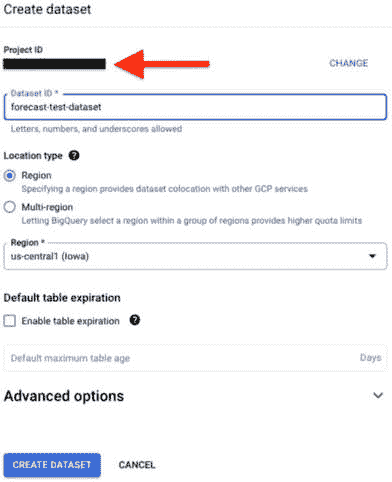 Create dataset
Project ID
CHANGE
Dataset ID *
forecast-test-dataset
Letters, numbers, and underscores allowed
Location type ?
Region
Specifying a region provides dataset colocation with other GCP services
Multi-region
Letting BigQuery select a region within a group of regions provides higher quota limits
Region *
us-central1 (Iowa)
Default table expiration
Enable table expiration ?
Default maximum table age Days
Advanced options
CREATE DATASET CANCEL